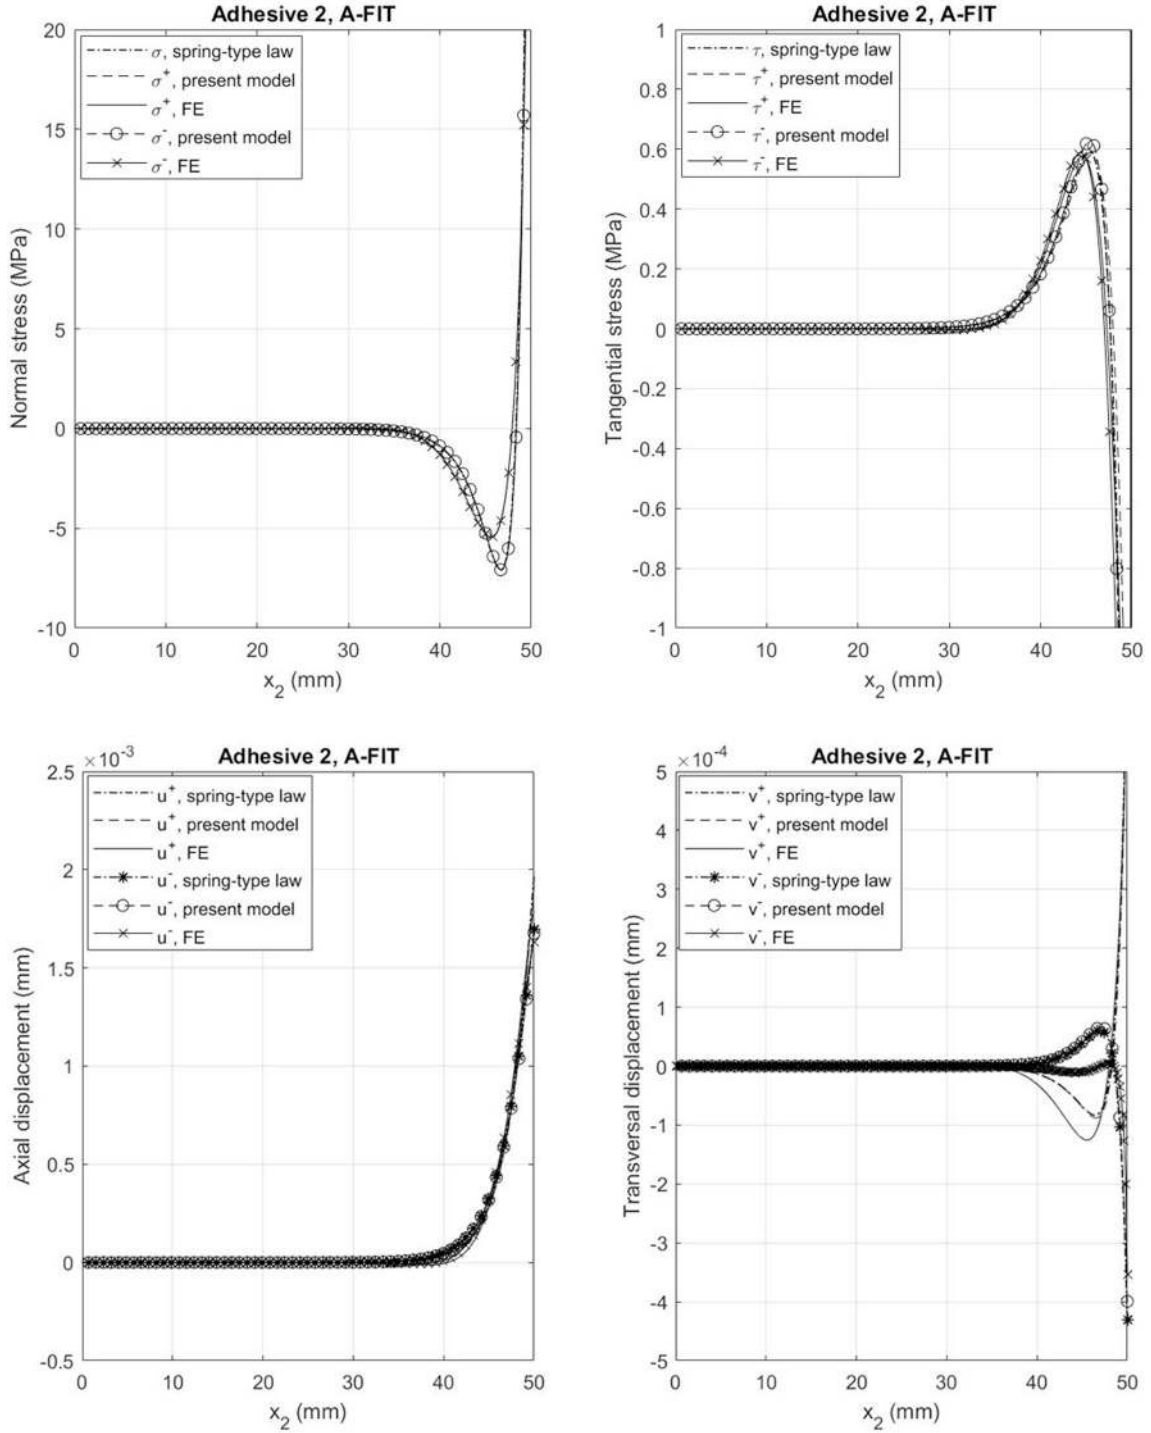 Adhesive 2, A-FIT
20
15
10
5
0
-5
-10
Normal stress (MPa)
σ, spring-type law
σ⁺, present model
σ⁺, FE
σ⁻, present model
σ⁻, FE
0 10 20 30 40 50
x₂ (mm)
Adhesive 2, A-FIT
1
0.8
0.6
0.4
0.2
0
-0.2
-0.4
-0.6
-0.8
-1
Tangential stress (MPa)
τ, spring-type law
τ⁺, present model
τ⁺, FE
τ⁻, present model
τ⁻, FE
0 10 20 30 40 50
x₂ (mm)
×10⁻³
Adhesive 2, A-FIT
2.5
2
1.5
1
0.5
0
-0.5
Axial displacement (mm)
u⁺, spring-type law
u⁺, present model
u⁺, FE
u⁻, spring-type law
u⁻, present model
u⁻, FE
0 10 20 30 40 50
x₂ (mm)
×10⁻⁴
Adhesive 2, A-FIT
5
4
3
2
1
0
-1
-2
-3
-4
-5
Transversal displacement (mm)
v⁺, spring-type law
v⁺, present model
v⁺, FE
v⁻, spring-type law
v⁻, present model
v⁻, FE
0 10 20 30 40 50
x₂ (mm)